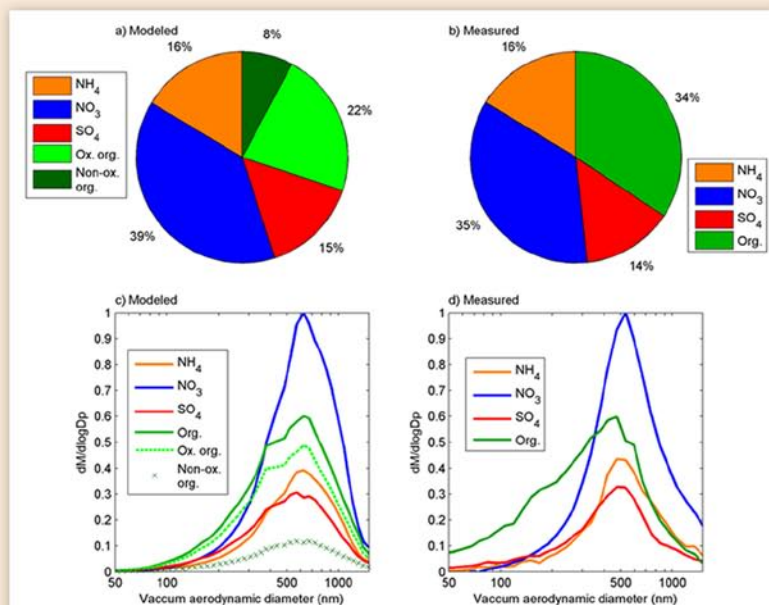 a) Modeled
16%
8%
22%
15%
39%
NH4
NO3
SO4
Ox. org.
Non-ox.
org.
b) Measured
16%
34%
14%
35%
NH4
NO3
SO4
Org.
c) Modeled
1
0.9
0.8
0.7
0.6
0.5
0.4
0.3
0.2
0.1
0
dM/dlogDp
NH4
NO3
SO4
Org.
Ox. org.
Non-ox.
org.
50 100 500 1000
Vaccum aerodynamic diameter (nm)
d) Measured
1
0.9
0.8
0.7
0.6
0.5
0.4
0.3
0.2
0.1
0
dM/dlogDp
NH4
NO3
SO4
Org.
50 100 500 1000
Vaccum aerodynamic diameter (nm)